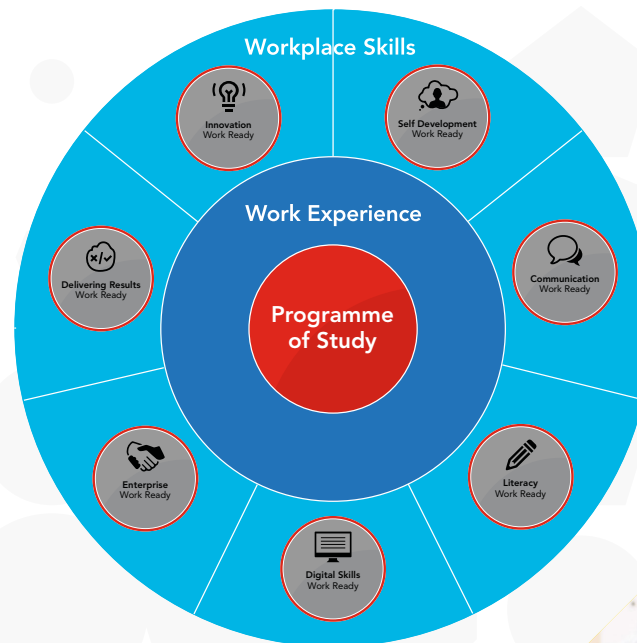 Workplace Skills
Innovation
Work Ready
Self Development
Work Ready
Delivering Results
Work Ready
Communication
Work Ready
Work Experience
Programme
of Study
Enterprise
Work Ready
Literacy
Work Ready
Digital Skills
Work Ready